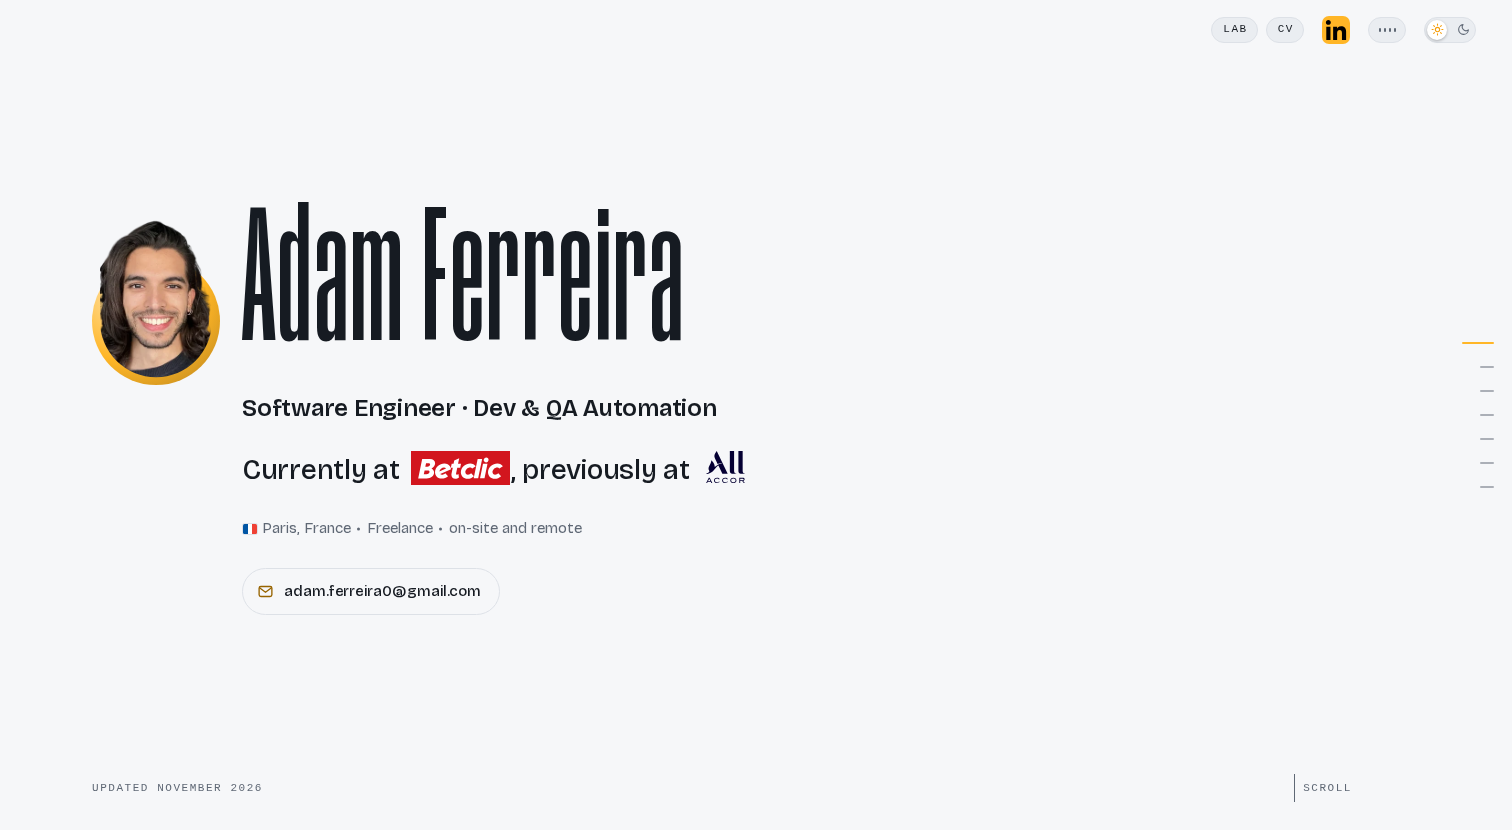 LAB CV in
Adam Ferreira
Software Engineer · Dev & QA Automation
Currently at Betclic, previously at All ACCOR
Paris, France • Freelance • on-site and remote
adam.ferreira0@gmail.com
UPDATED NOVEMBER 2026
SCROLL